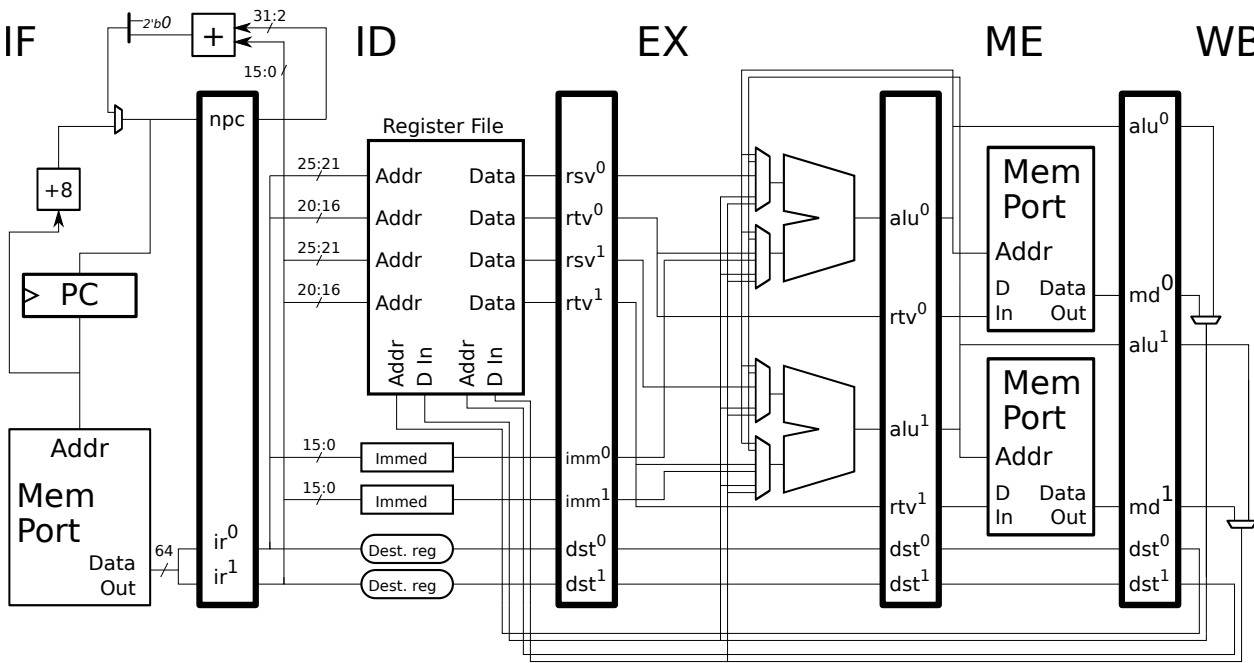 IF
ID
EX
ME
WB
2'b0
+
31:2
15:0
npc
+8
PC
Addr
Mem
Port
Data
Out
64
ir0
ir1
Register File
25:21
Addr
Data
20:16
Addr
Data
25:21
Addr
Data
20:16
Addr
Data
Addr
D In
Addr
D In
15:0
Immed
15:0
Immed
Dest. reg
Dest. reg
rsv0
rtv0
rsv1
rtv1
imm0
imm1
dst0
dst1
alu0
rtv0
alu1
rtv1
dst0
dst1
Mem
Port
Addr
D
In
Data
Out
Mem
Port
Addr
D
In
Data
Out
alu0
md0
alu1
md1
dst0
dst1